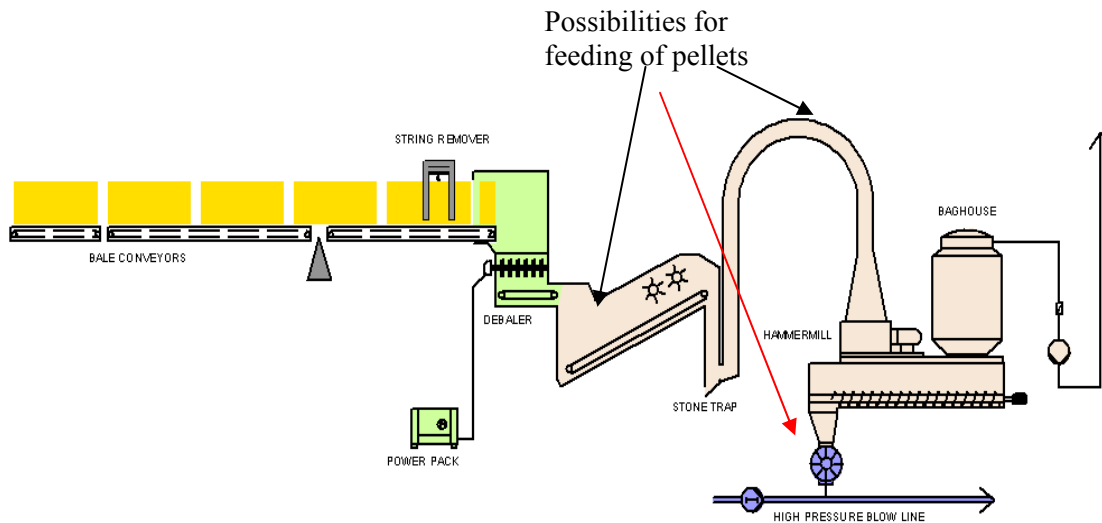 Possibilities for
feeding of pellets
STRING REMOVER
BAGHOUSE
BALE CONVEYORS
DEBALER
HAMMERMILL
STONE TRAP
POWER PACK
HIGH PRESSURE BLOW LINE